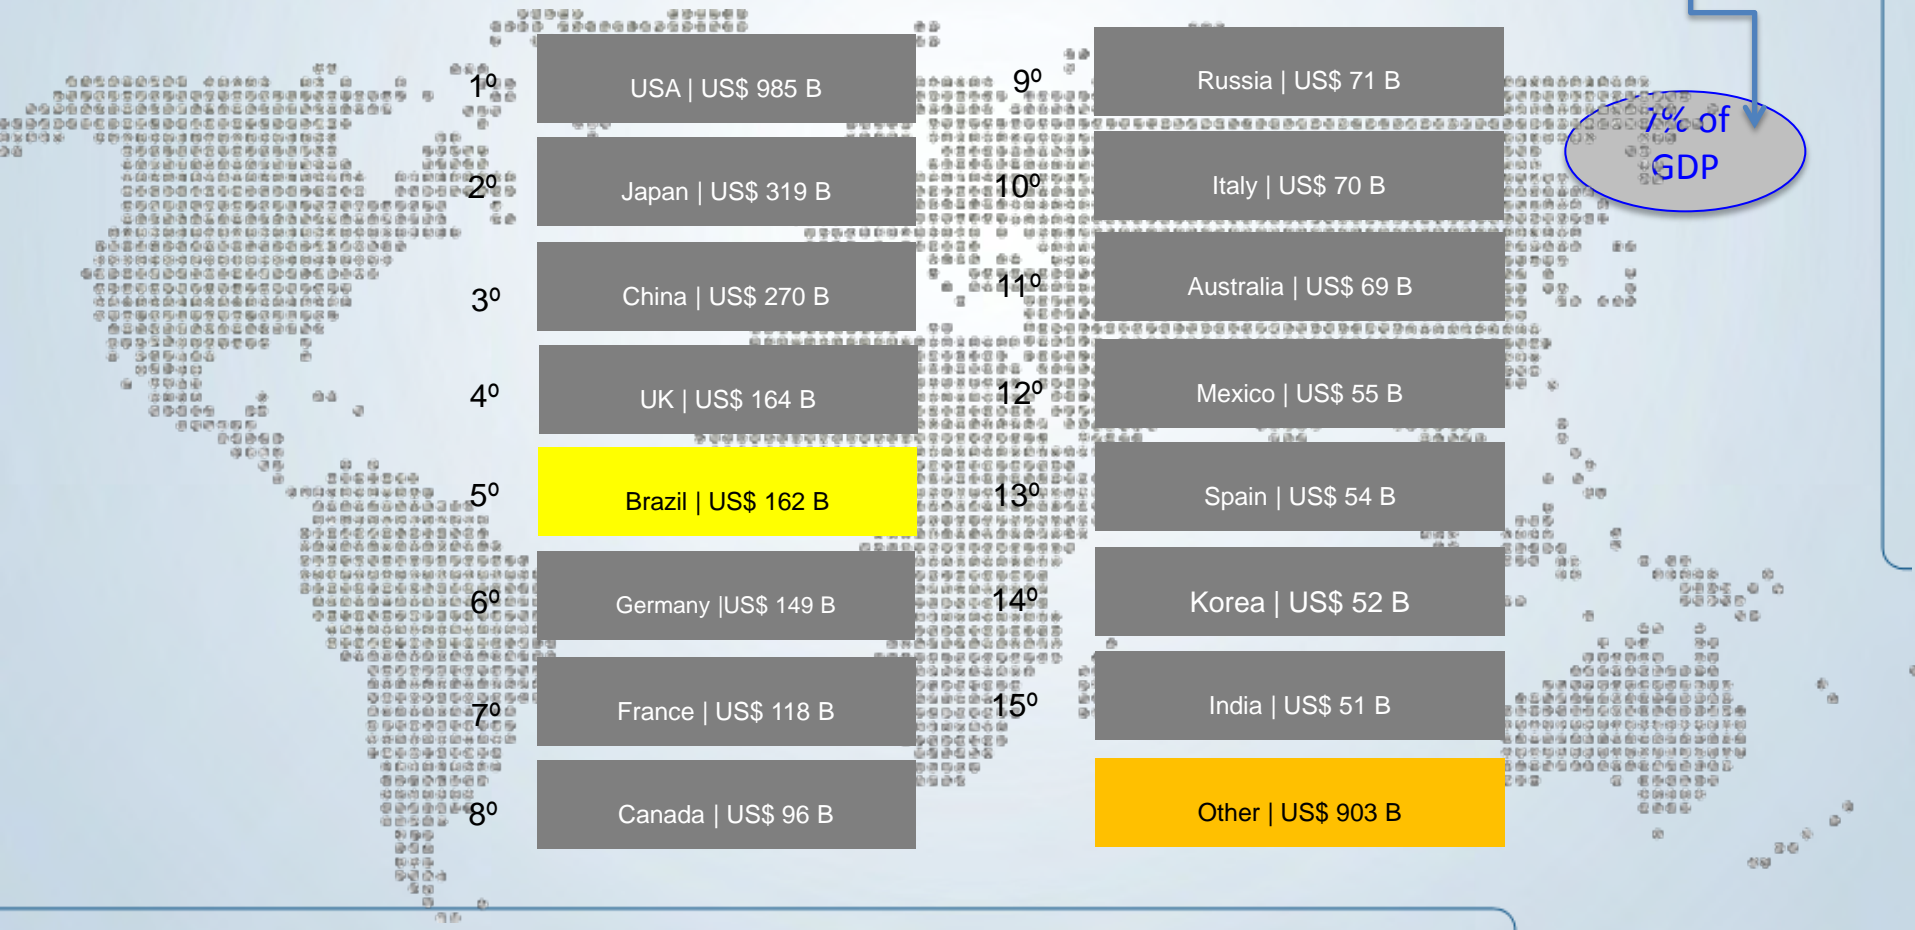 1º
USA | US$ 985 B
2º
Japan | US$ 319 B
3º
China | US$ 270 B
4º
UK | US$ 164 B
5º
Brazil | US$ 162 B
6º
Germany |US$ 149 B
7º
France | US$ 118 B
8º
Canada | US$ 96 B
9º
Russia | US$ 71 B
10º
Italy | US$ 70 B
11º
Australia | US$ 69 B
12º
Mexico | US$ 55 B
13º
Spain | US$ 54 B
14º
Korea | US$ 52 B
15º
India | US$ 51 B
Other | US$ 903 B
7% of
GDP